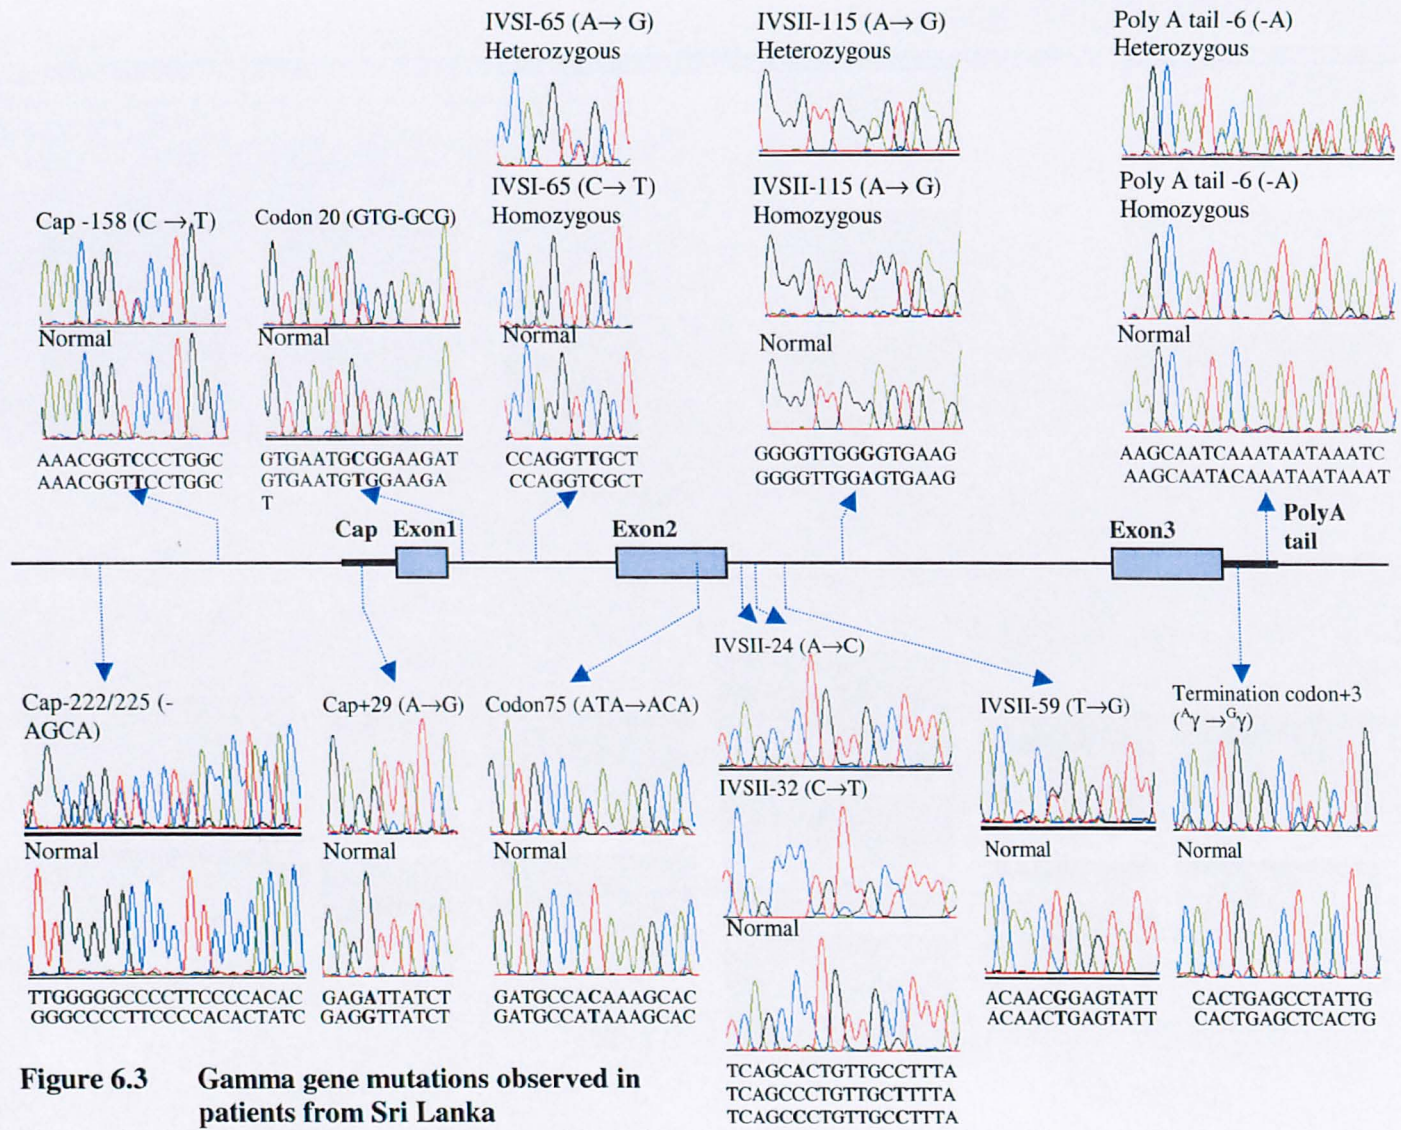 IVSI-65 (A→ G)
Heterozygous
IVSII-115 (A→ G)
Heterozygous
Poly A tail -6 (-A)
Heterozygous
Cap -158 (C →T)
Codon 20 (GTG-GCG)
IVSI-65 (C→ T)
Homozygous
IVSII-115 (A→ G)
Homozygous
Poly A tail -6 (-A)
Homozygous
Normal
Normal
Normal
Normal
Normal
AAACGGTCCCTGGC
AAACGGTTCCTGGC
GTGAATGCGGAAGAT
GTGAATGTGGAAGA
T
CCAGGTTGCT
CCAGGTCGCT
GGGGTTGGGGTGAAG
GGGGTTGGAGTGAAG
AAGCAATCAAATAATAAATC
AAGCAATACAAATAATAAAT
Cap
Exon1
Exon2
Exon3
PolyA
tail
Cap-222/225 (-
AGCA)
Cap+29 (A→G)
Codon75 (ATA→ACA)
IVSII-24 (A→C)
IVSII-32 (C→T)
IVSII-59 (T→G)
Termination codon+3
(ᴬγ →ᴳγ)
Normal
Normal
Normal
Normal
Normal
Normal
TTGGGGGCCCCTTCCCCACAC
GGGCCCCTTCCCCACACTATC
GAGATTATCT
GAGGTTATCT
GATGCCACAAAGCAC
GATGCCATAAAGCAC
TCAGCACTGTTGCCTTTA
TCAGCCCTGTTGCTTTTA
TCAGCCCTGTTGCCTTTA
ACAACGGAGTATT
ACAACTGAGTATT
CACTGAGCCTATTG
CACTGAGCTCACTG
Figure 6.3 Gamma gene mutations observed in
patients from Sri Lanka